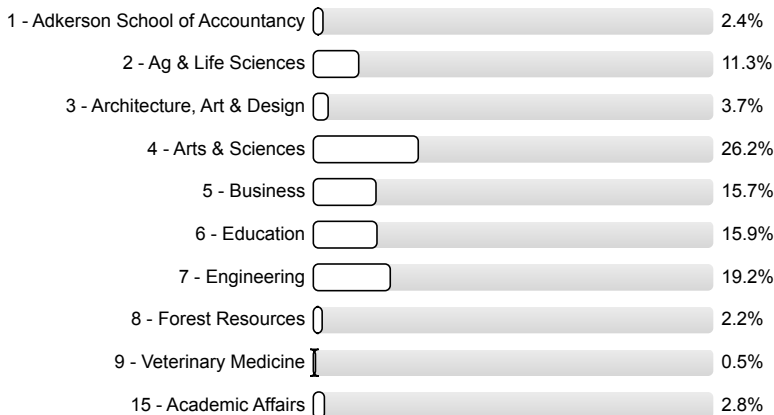 1 - Adkerson School of Accountancy 2.4%
2 - Ag & Life Sciences 11.3%
3 - Architecture, Art & Design 3.7%
4 - Arts & Sciences 26.2%
5 - Business 15.7%
6 - Education 15.9%
7 - Engineering 19.2%
8 - Forest Resources 2.2%
9 - Veterinary Medicine 0.5%
15 - Academic Affairs 2.8%